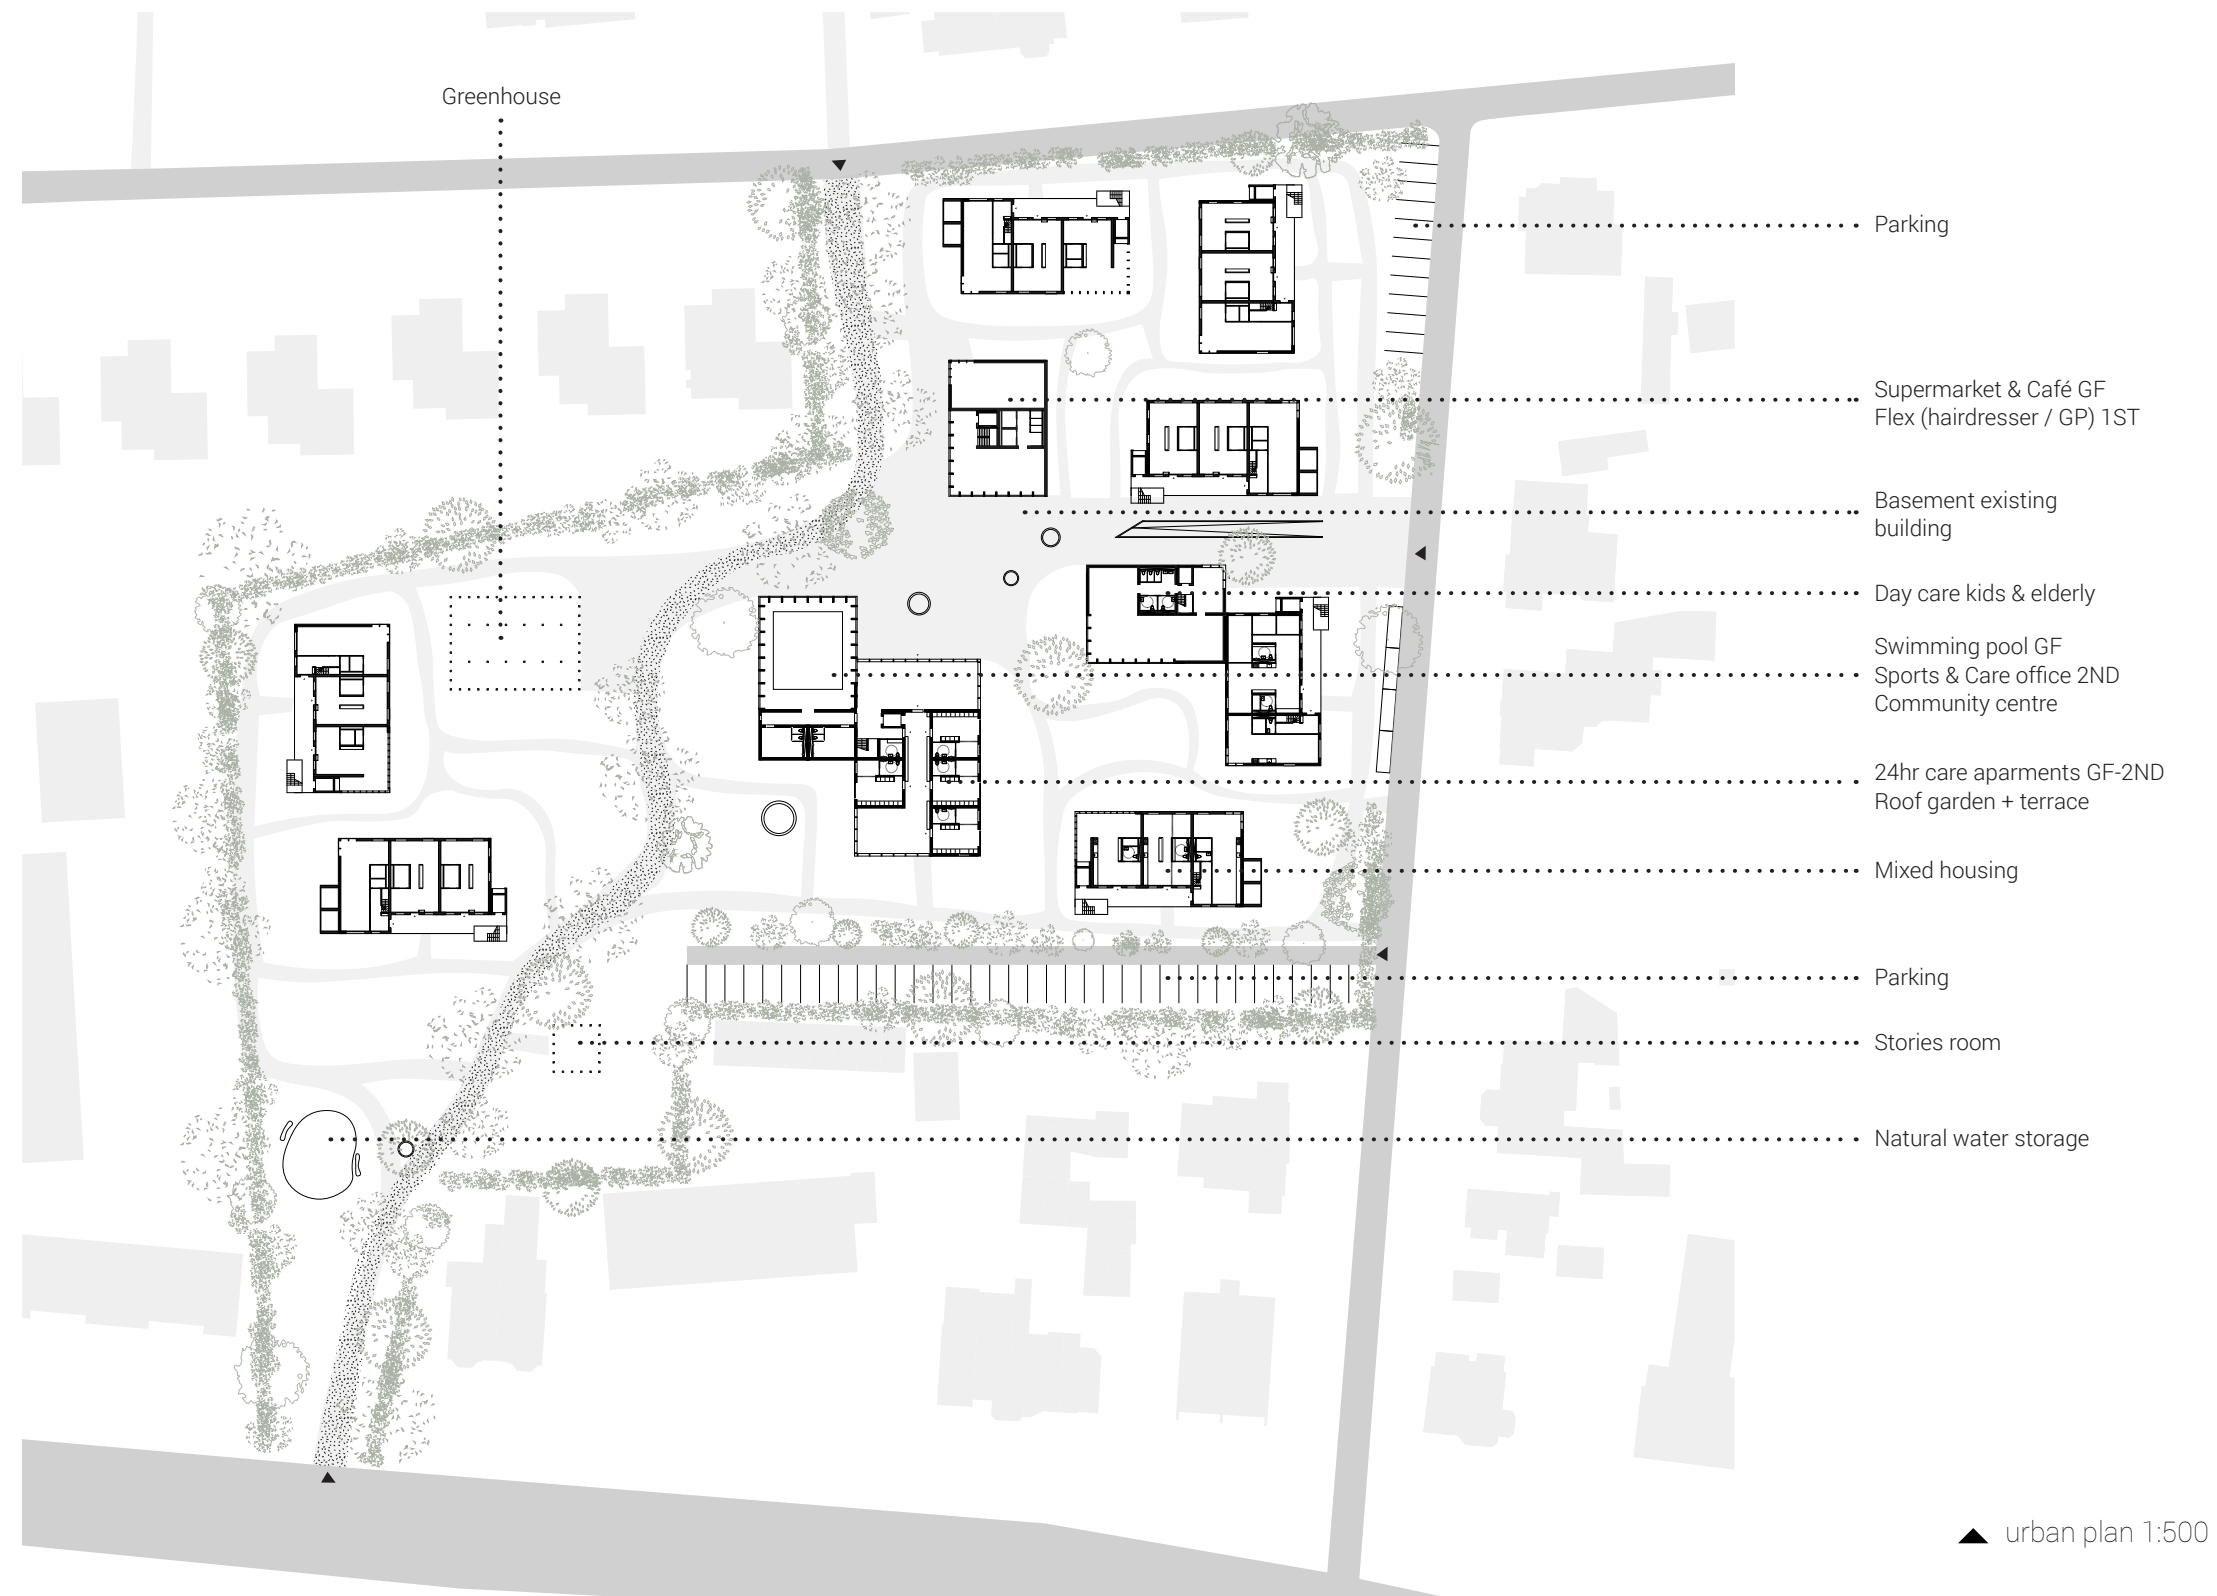 Greenhouse
Parking
Supermarket & Café GF
Flex (hairdresser / GP) 1ST
Basement existing
building
Day care kids & elderly
Swimming pool GF
Sports & Care office 2ND
Community centre
24hr care aparments GF-2ND
Roof garden + terrace
Mixed housing
Parking
Stories room
Natural water storage
urban plan 1:500